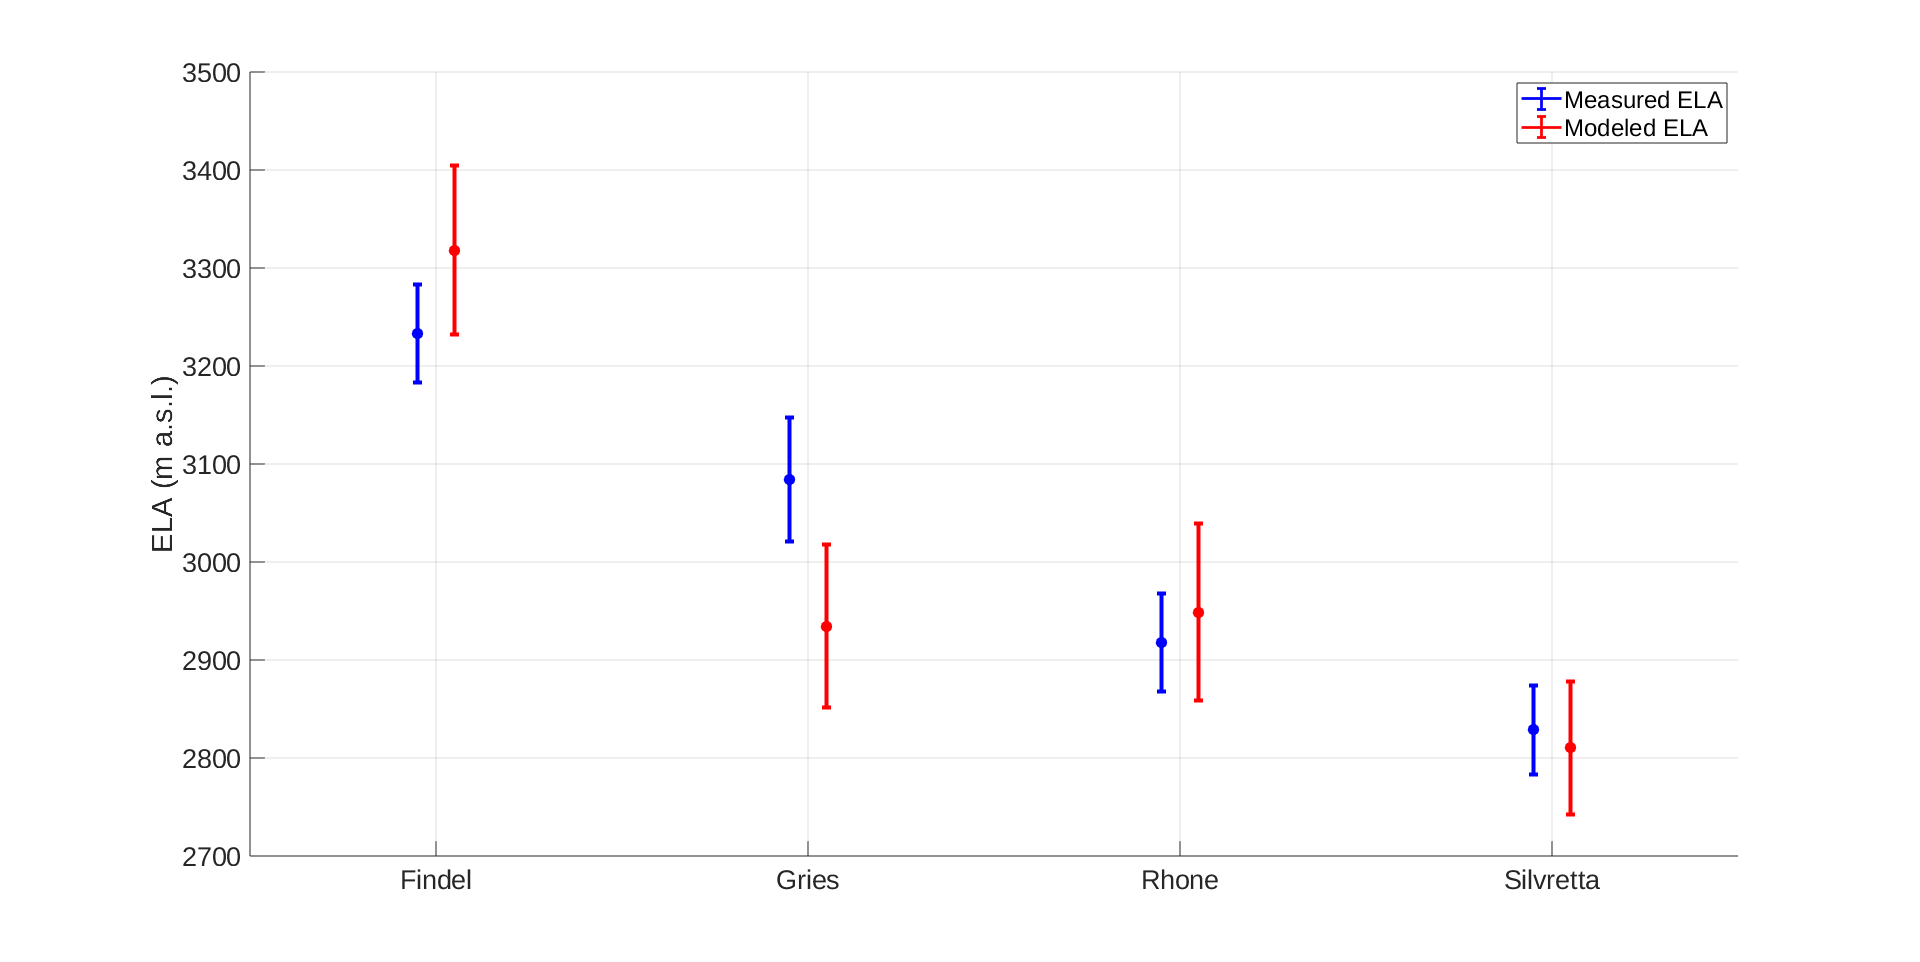 3500
3400
3300
3200
3100
3000
2900
2800
2700
ELA (m a.s.l.)
Measured ELA
Modeled ELA
Findel
Gries
Rhone
Silvretta